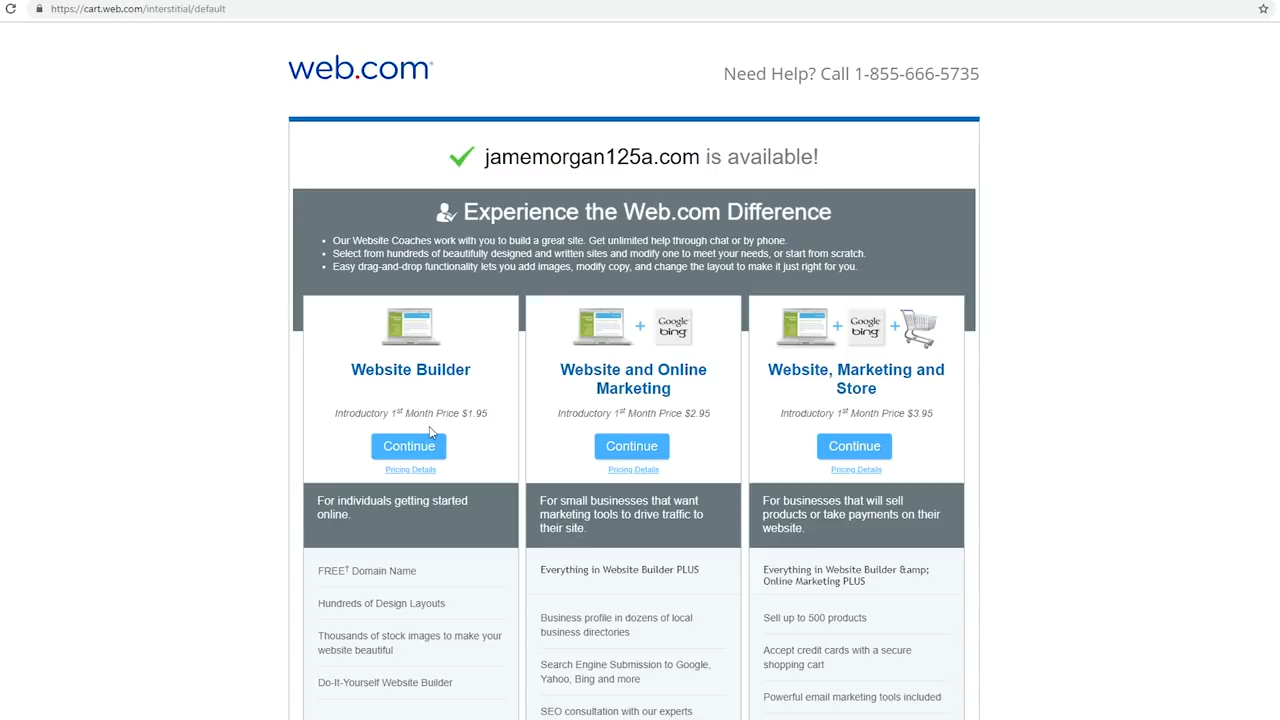 https://cart.web.com/interstitial/default
web.com
Need Help? Call 1-855-666-5735
jamemorgan125a.com is available!
Experience the Web.com Difference
• Our Website Coaches work with you to build a great site. Get unlimited help through chat or by phone.
• Select from hundreds of beautifully designed and written sites and modify one to meet your needs, or start from scratch.
• Easy drag-and-drop functionality lets you add images, modify copy, and change the layout to make it just right for you.
Website Builder
Introductory 1st Month Price $1.95
Continue
Pricing Details
For individuals getting started
online.
FREE† Domain Name
Hundreds of Design Layouts
Thousands of stock images to make your
website beautiful
Do-It-Yourself Website Builder
+
Google
bing
Website and Online
Marketing
Introductory 1st Month Price $2.95
Continue
Pricing Details
For small businesses that want
marketing tools to drive traffic to
their site.
Everything in Website Builder PLUS
Business profile in dozens of local
business directories
Search Engine Submission to Google,
Yahoo, Bing and more
SEO consultation with our experts
+
Google
bing
+
Website, Marketing and
Store
Introductory 1st Month Price $3.95
Continue
Pricing Details
For businesses that will sell
products or take payments on their
website.
Everything in Website Builder &amp;
Online Marketing PLUS
Sell up to 500 products
Accept credit cards with a secure
shopping cart
Powerful email marketing tools included